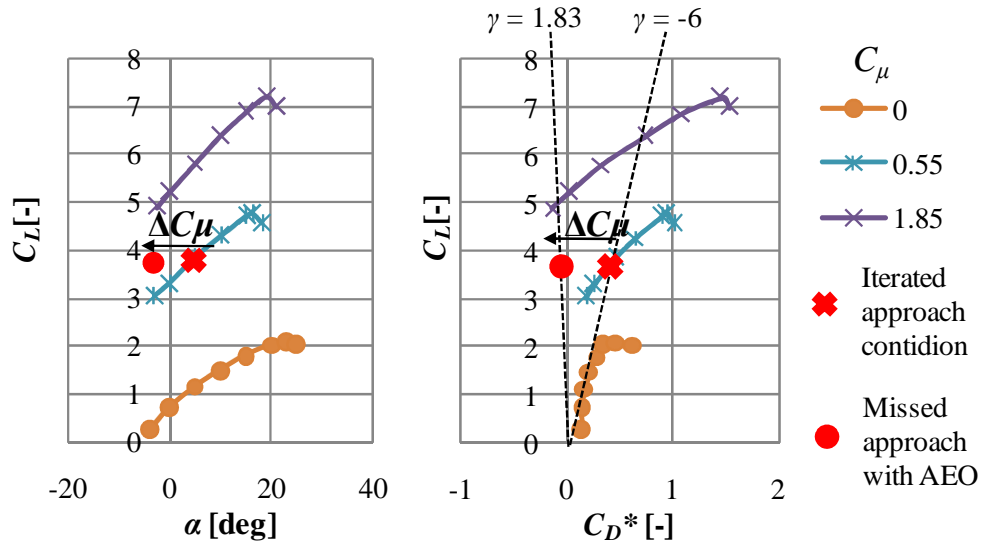 γ = 1.83 γ = -6
8
7
6
5
4
3
2
1
0
C_L[-]
ΔCμ
-20 0 20 40
α [deg]
8
7
6
5
4
3
2
1
0
C_L[-]
ΔCμ
-1 0 1 2
C_D* [-]
C_μ
0
0.55
1.85
Iterated
approach
contidion
Missed
approach
with AEO